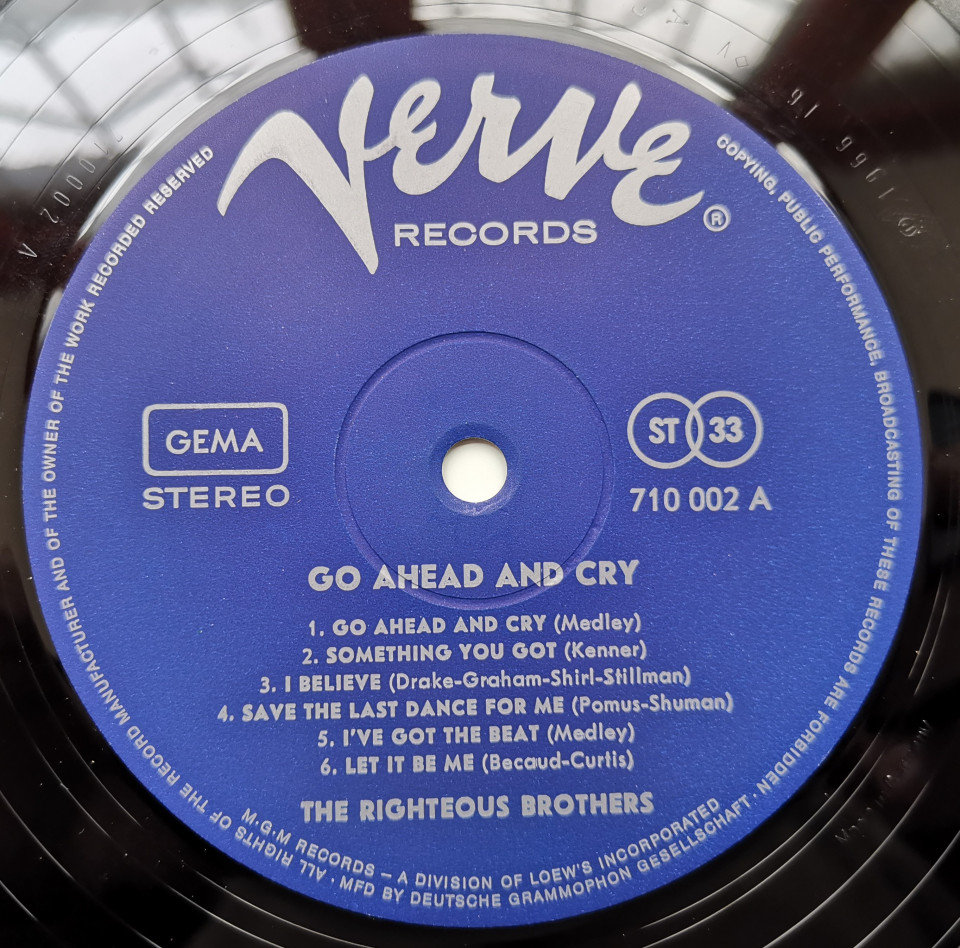 Verve
RECORDS
®
GEMA
STEREO
ST 33
710 002 A
GO AHEAD AND CRY
1. GO AHEAD AND CRY (Medley)
2. SOMETHING YOU GOT (Kenner)
3. I BELIEVE (Drake-Graham-Shirl-Stillman)
4. SAVE THE LAST DANCE FOR ME (Pomus-Shuman)
5. I'VE GOT THE BEAT (Medley)
6. LET IT BE ME (Becaud-Curtis)
THE RIGHTEOUS BROTHERS
M·G·M RECORDS – A DIVISION OF LOEW'S INCORPORATED
ALL RIGHTS OF THE RECORD MANUFACTURER AND OF THE OWNER OF THE WORK RECORDED RESERVED
COPYING, PUBLIC PERFORMANCE, BROADCASTING OF THESE RECORDS ARE FORBIDDEN · MFD BY DEUTSCHE GRAMMOPHON GESELLSCHAFT ·
℗ 1966